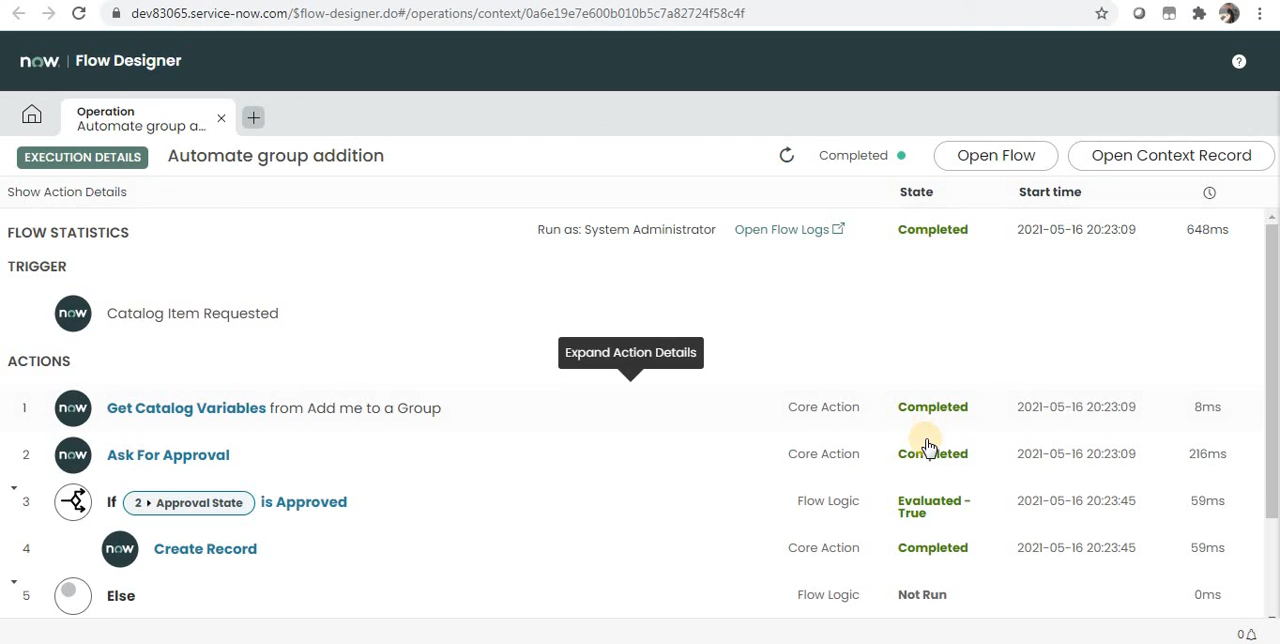 dev83065.service-now.com/$flow-designer.do#/operations/context/0a6e19e7e600b010b5c7a82724f58c4f
now | Flow Designer
Operation
Automate group a...
EXECUTION DETAILS Automate group addition Completed Open Flow Open Context Record
Show Action Details State Start time
FLOW STATISTICS Run as: System Administrator Open Flow Logs Completed 2021-05-16 20:23:09 648ms
TRIGGER
now Catalog Item Requested
Expand Action Details
ACTIONS
1 now Get Catalog Variables from Add me to a Group Core Action Completed 2021-05-16 20:23:09 8ms
2 now Ask For Approval Core Action Completed 2021-05-16 20:23:09 216ms
3 If 2 Approval State is Approved Flow Logic Evaluated - True 2021-05-16 20:23:45 59ms
4 now Create Record Core Action Completed 2021-05-16 20:23:45 59ms
5 Else Flow Logic Not Run 0ms
0